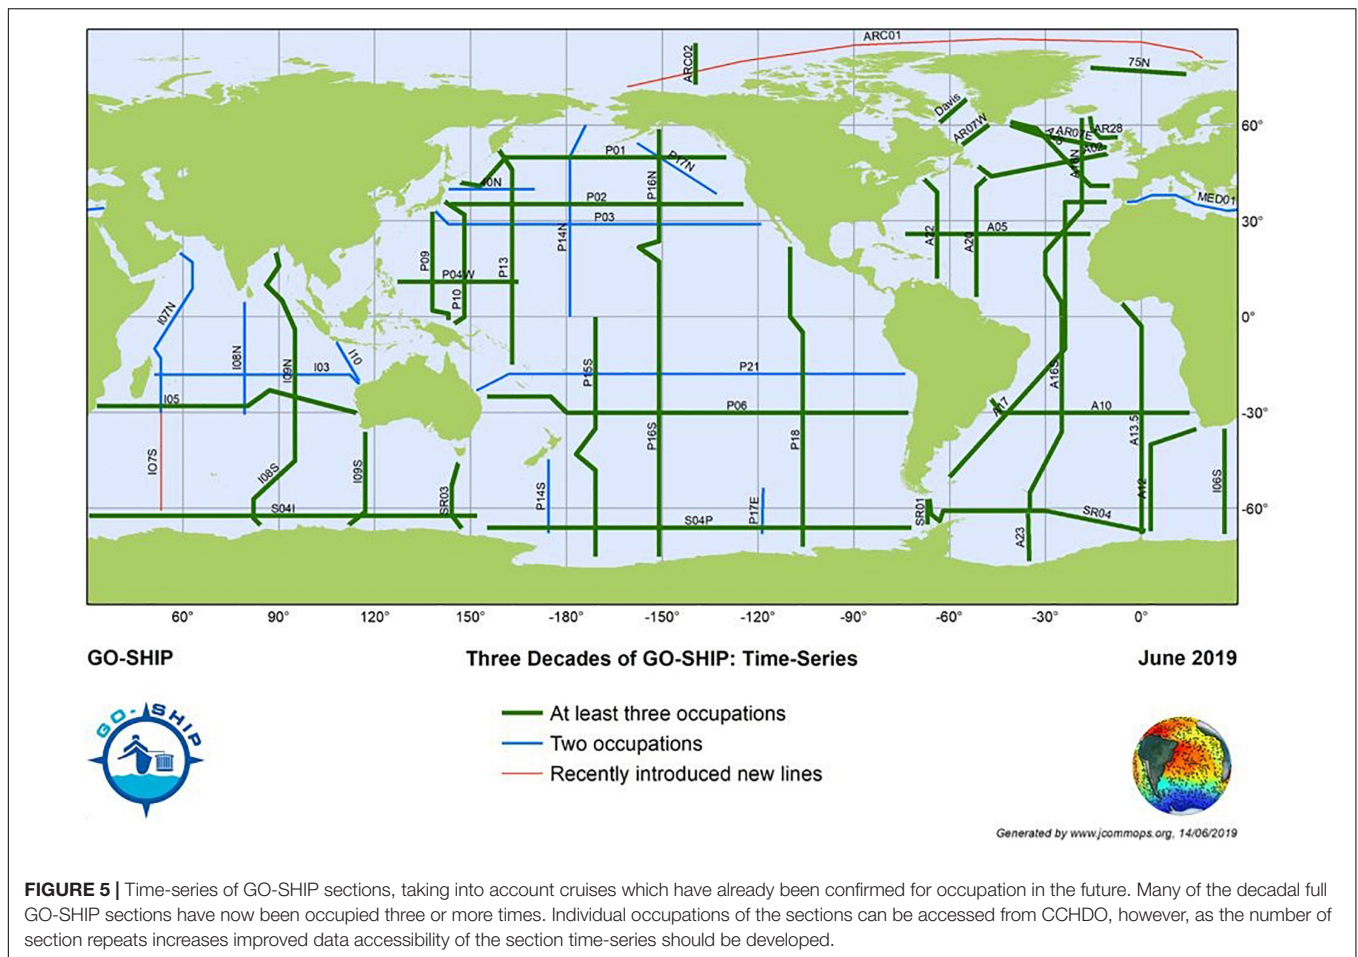 ARC01
ARC02
75N
Davis
AR07W
AR07E
AR28
A02
A16N
60°
P01
P17N
40N
P16N
P02
MED01
P03
30°
P14N
A22
A20
A05
P09
P04W
P13
P10
I07N
0°
I08N
I09N
I03
I10
P15S
P21
A16S
I05
P06
A17
A10
-30°
A13.5
P16S
P18
IO7S
I08S
I09S
SR03
P14S
P17E
A12
I06S
S04I
S04P
SR01
SR04
-60°
A23
60°
90°
120°
150°
-180°
-150°
-120°
-90°
-60°
-30°
0°
GO-SHIP
Three Decades of GO-SHIP: Time-Series
June 2019
GO-SHIP
At least three occupations
Two occupations
Recently introduced new lines
Generated by www.jcommops.org, 14/06/2019
FIGURE 5 | Time-series of GO-SHIP sections, taking into account cruises which have already been confirmed for occupation in the future. Many of the decadal full
GO-SHIP sections have now been occupied three or more times. Individual occupations of the sections can be accessed from CCHDO, however, as the number of
section repeats increases improved data accessibility of the section time-series should be developed.